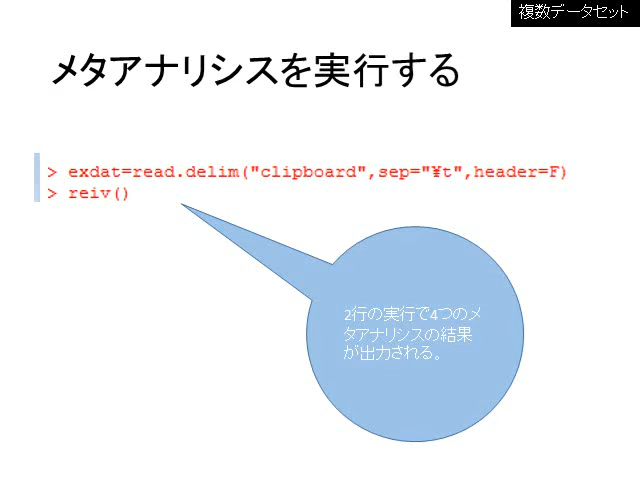 複数データセット
メタアナリシスを実行する
> exdat=read.delim("clipboard",sep="¥t",header=F)
> reiv()
2行の実行で4つのメ
タアナリシスの結果
が出力される。